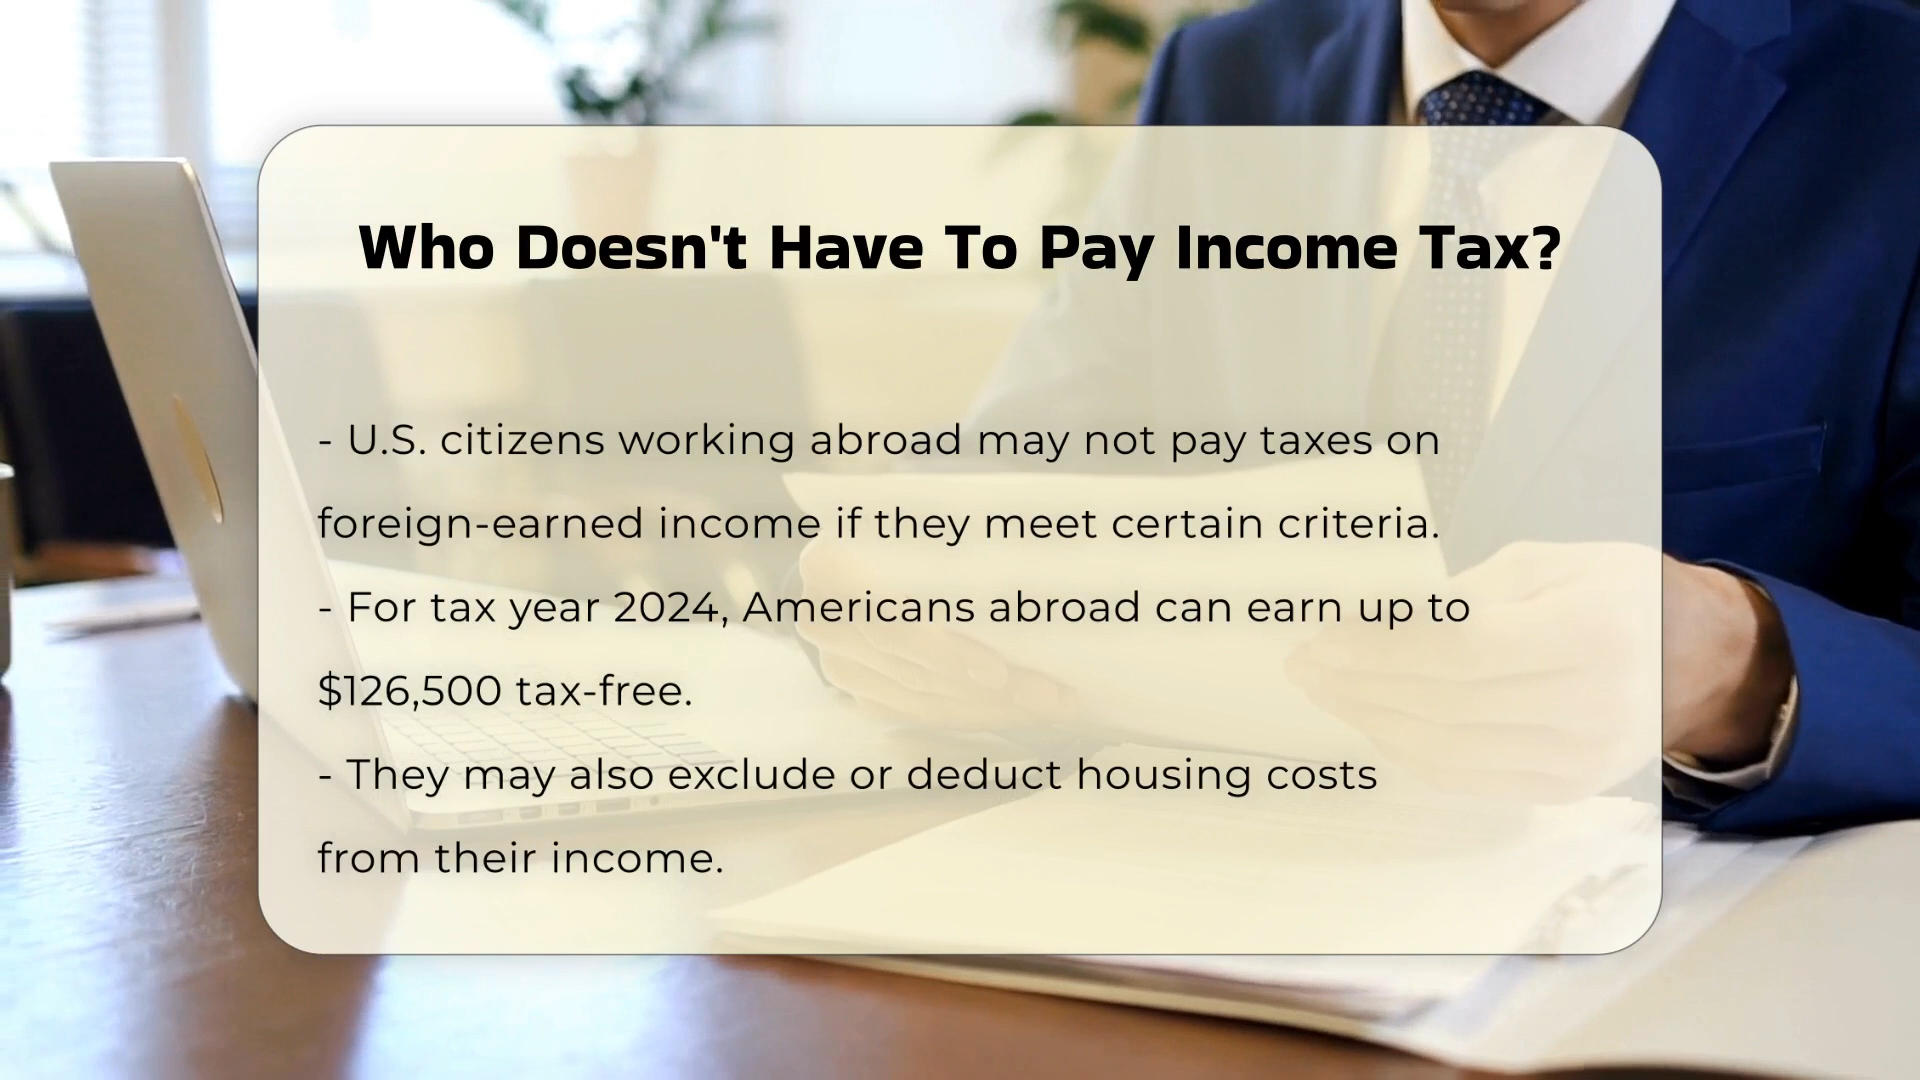 Who Doesn't Have To Pay Income Tax?
- U.S. citizens working abroad may not pay taxes on
foreign-earned income if they meet certain criteria.
- For tax year 2024, Americans abroad can earn up to
$126,500 tax-free.
- They may also exclude or deduct housing costs
from their income.